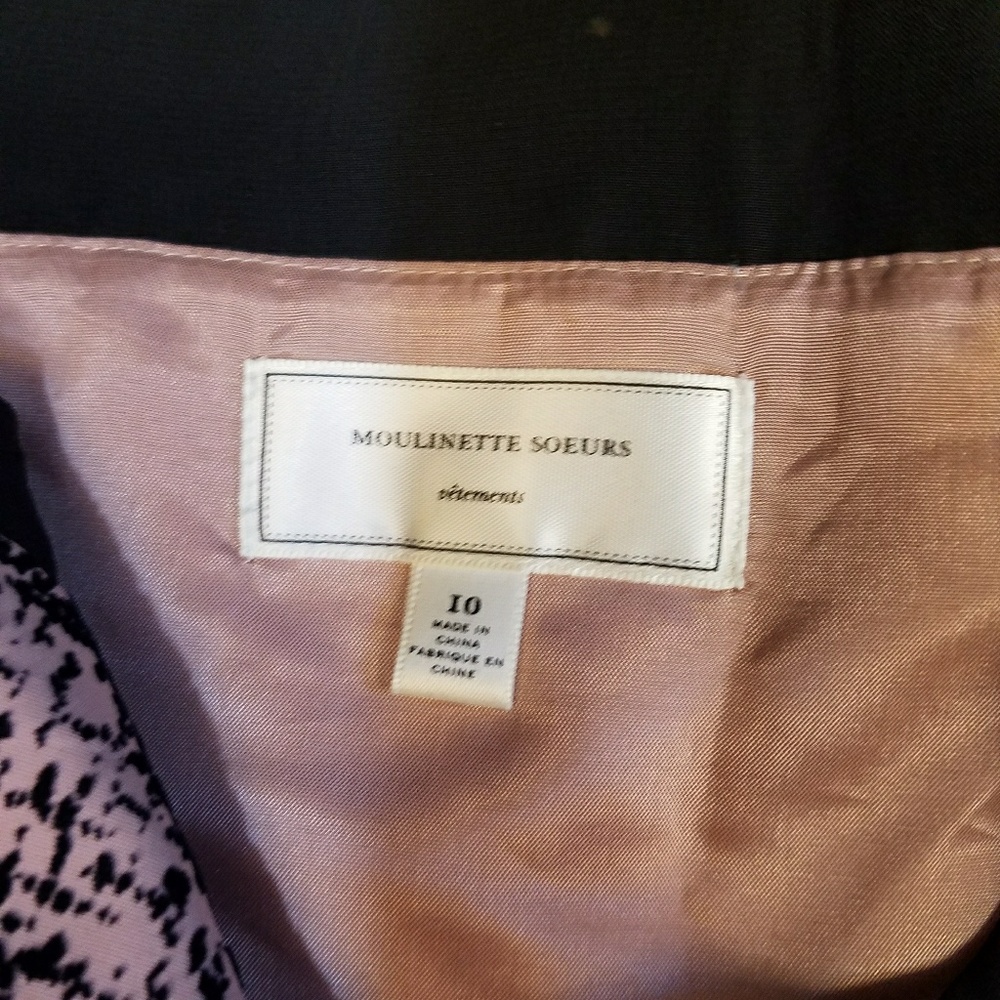 MOULINETTE SOEURS
vêtements
10
MADE IN
CHINA
FABRIQUE EN
CHINE